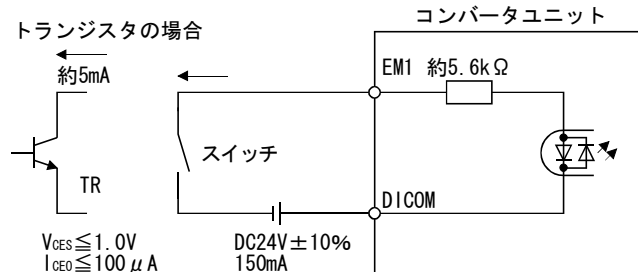 コンバータユニット
トランジスタの場合
約5mA
EM1 約5.6kΩ
スイッチ
TR
DICOM
VCES≦1.0V
ICEO≦100μA
DC24V±10%
150mA